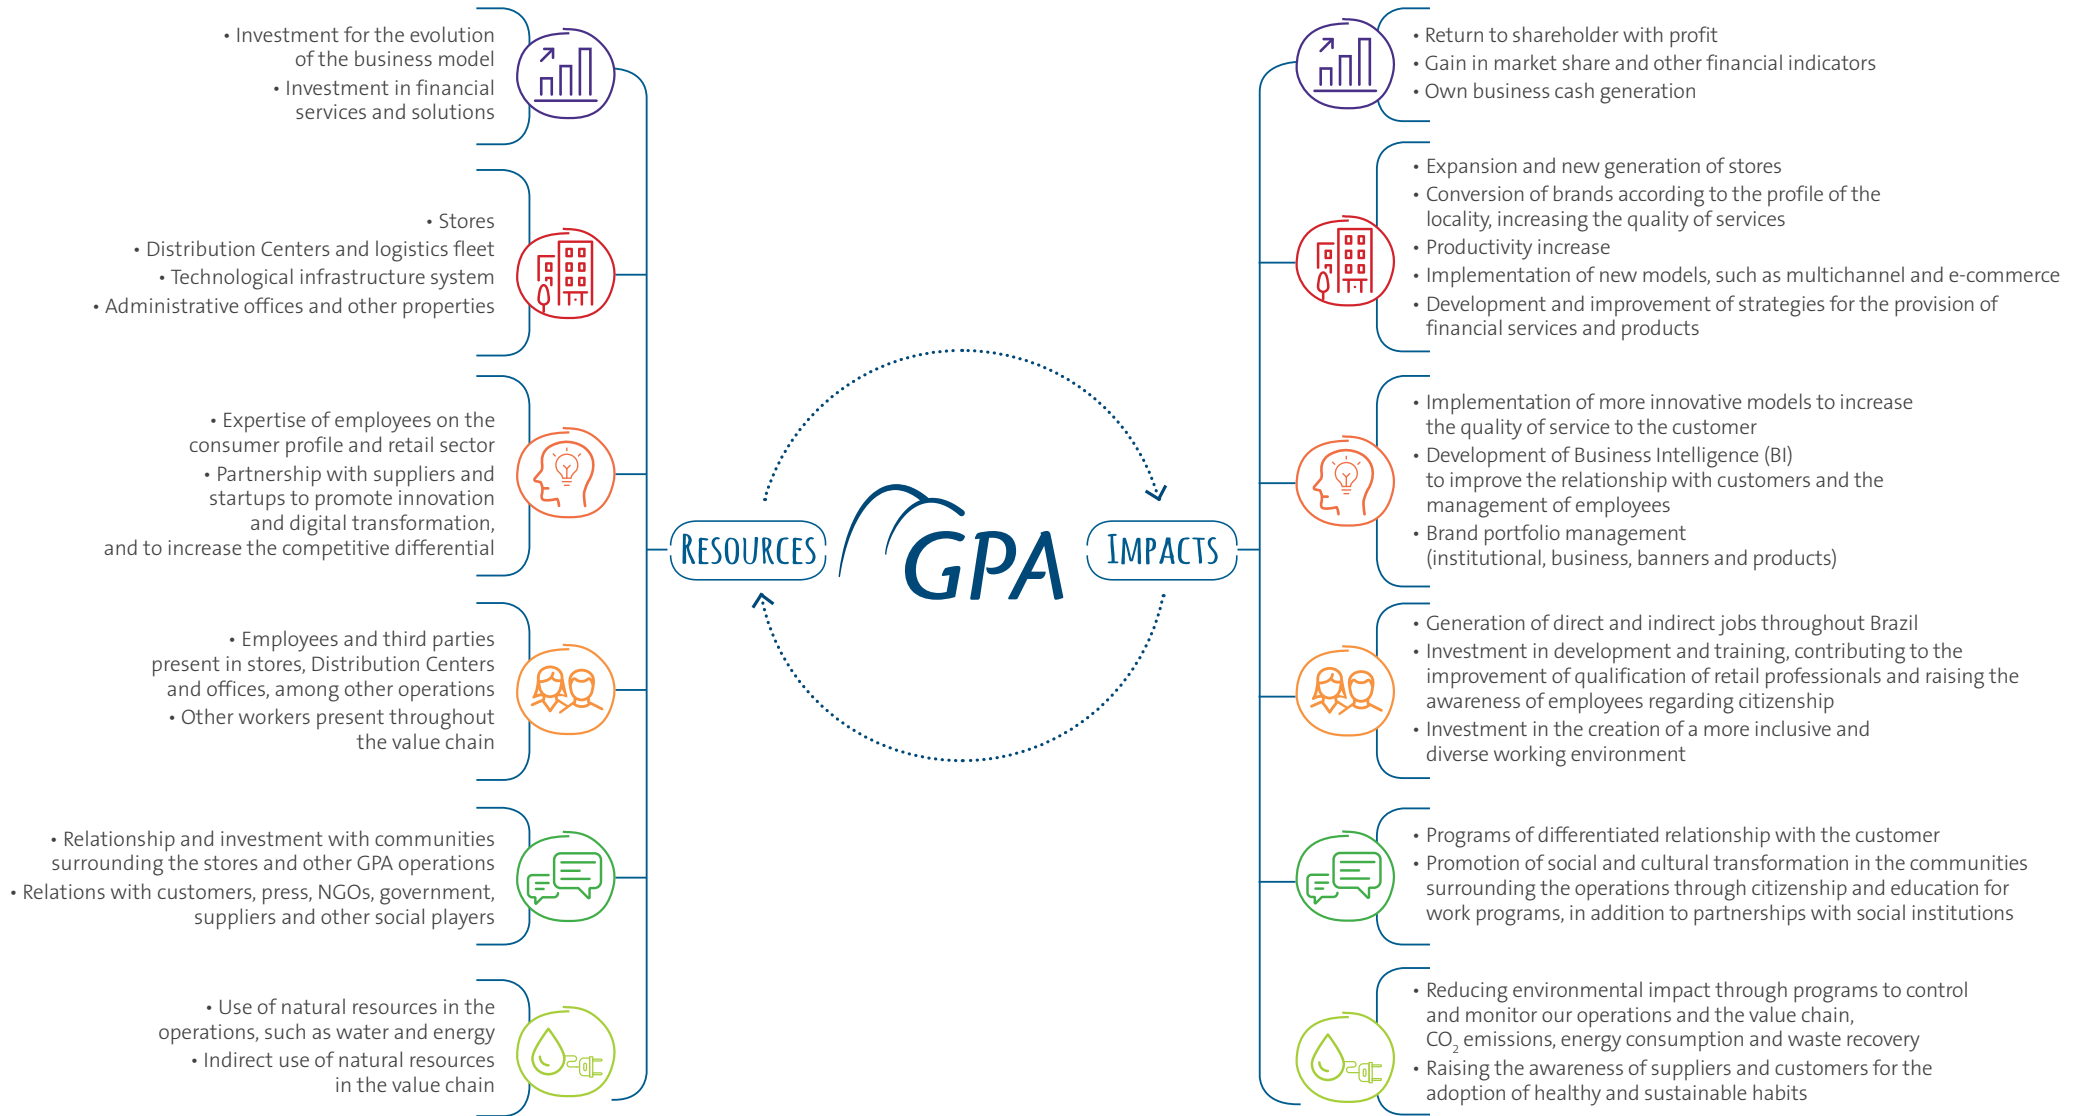 • Investment for the evolution
of the business model
• Investment in financial
services and solutions
• Stores
• Distribution Centers and logistics fleet
• Technological infrastructure system
• Administrative offices and other properties
• Expertise of employees on the
consumer profile and retail sector
• Partnership with suppliers and
startups to promote innovation
and digital transformation,
and to increase the competitive differential
• Employees and third parties
present in stores, Distribution Centers
and offices, among other operations
• Other workers present throughout
the value chain
• Relationship and investment with communities
surrounding the stores and other GPA operations
• Relations with customers, press, NGOs, government,
suppliers and other social players
• Use of natural resources in the
operations, such as water and energy
• Indirect use of natural resources
in the value chain
RESOURCES
GPA
IMPACTS
• Return to shareholder with profit
• Gain in market share and other financial indicators
• Own business cash generation
• Expansion and new generation of stores
• Conversion of brands according to the profile of the
locality, increasing the quality of services
• Productivity increase
• Implementation of new models, such as multichannel and e-commerce
• Development and improvement of strategies for the provision of
financial services and products
• Implementation of more innovative models to increase
the quality of service to the customer
• Development of Business Intelligence (BI)
to improve the relationship with customers and the
management of employees
• Brand portfolio management
(institutional, business, banners and products)
• Generation of direct and indirect jobs throughout Brazil
• Investment in development and training, contributing to the
improvement of qualification of retail professionals and raising the
awareness of employees regarding citizenship
• Investment in the creation of a more inclusive and
diverse working environment
• Programs of differentiated relationship with the customer
• Promotion of social and cultural transformation in the communities
surrounding the operations through citizenship and education for
work programs, in addition to partnerships with social institutions
• Reducing environmental impact through programs to control
and monitor our operations and the value chain,
CO₂ emissions, energy consumption and waste recovery
• Raising the awareness of suppliers and customers for the
adoption of healthy and sustainable habits